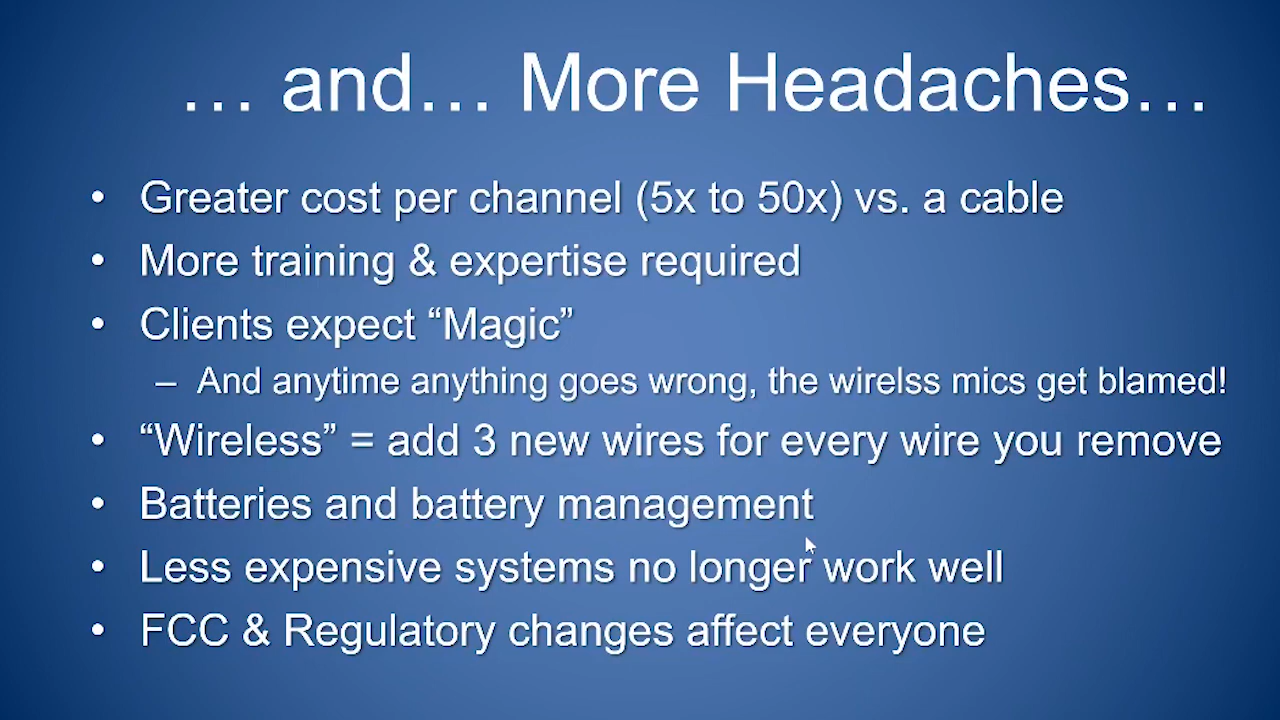 … and… More Headaches…
• Greater cost per channel (5x to 50x) vs. a cable
• More training & expertise required
• Clients expect “Magic”
– And anytime anything goes wrong, the wirelss mics get blamed!
• “Wireless” = add 3 new wires for every wire you remove
• Batteries and battery management
• Less expensive systems no longer work well
• FCC & Regulatory changes affect everyone